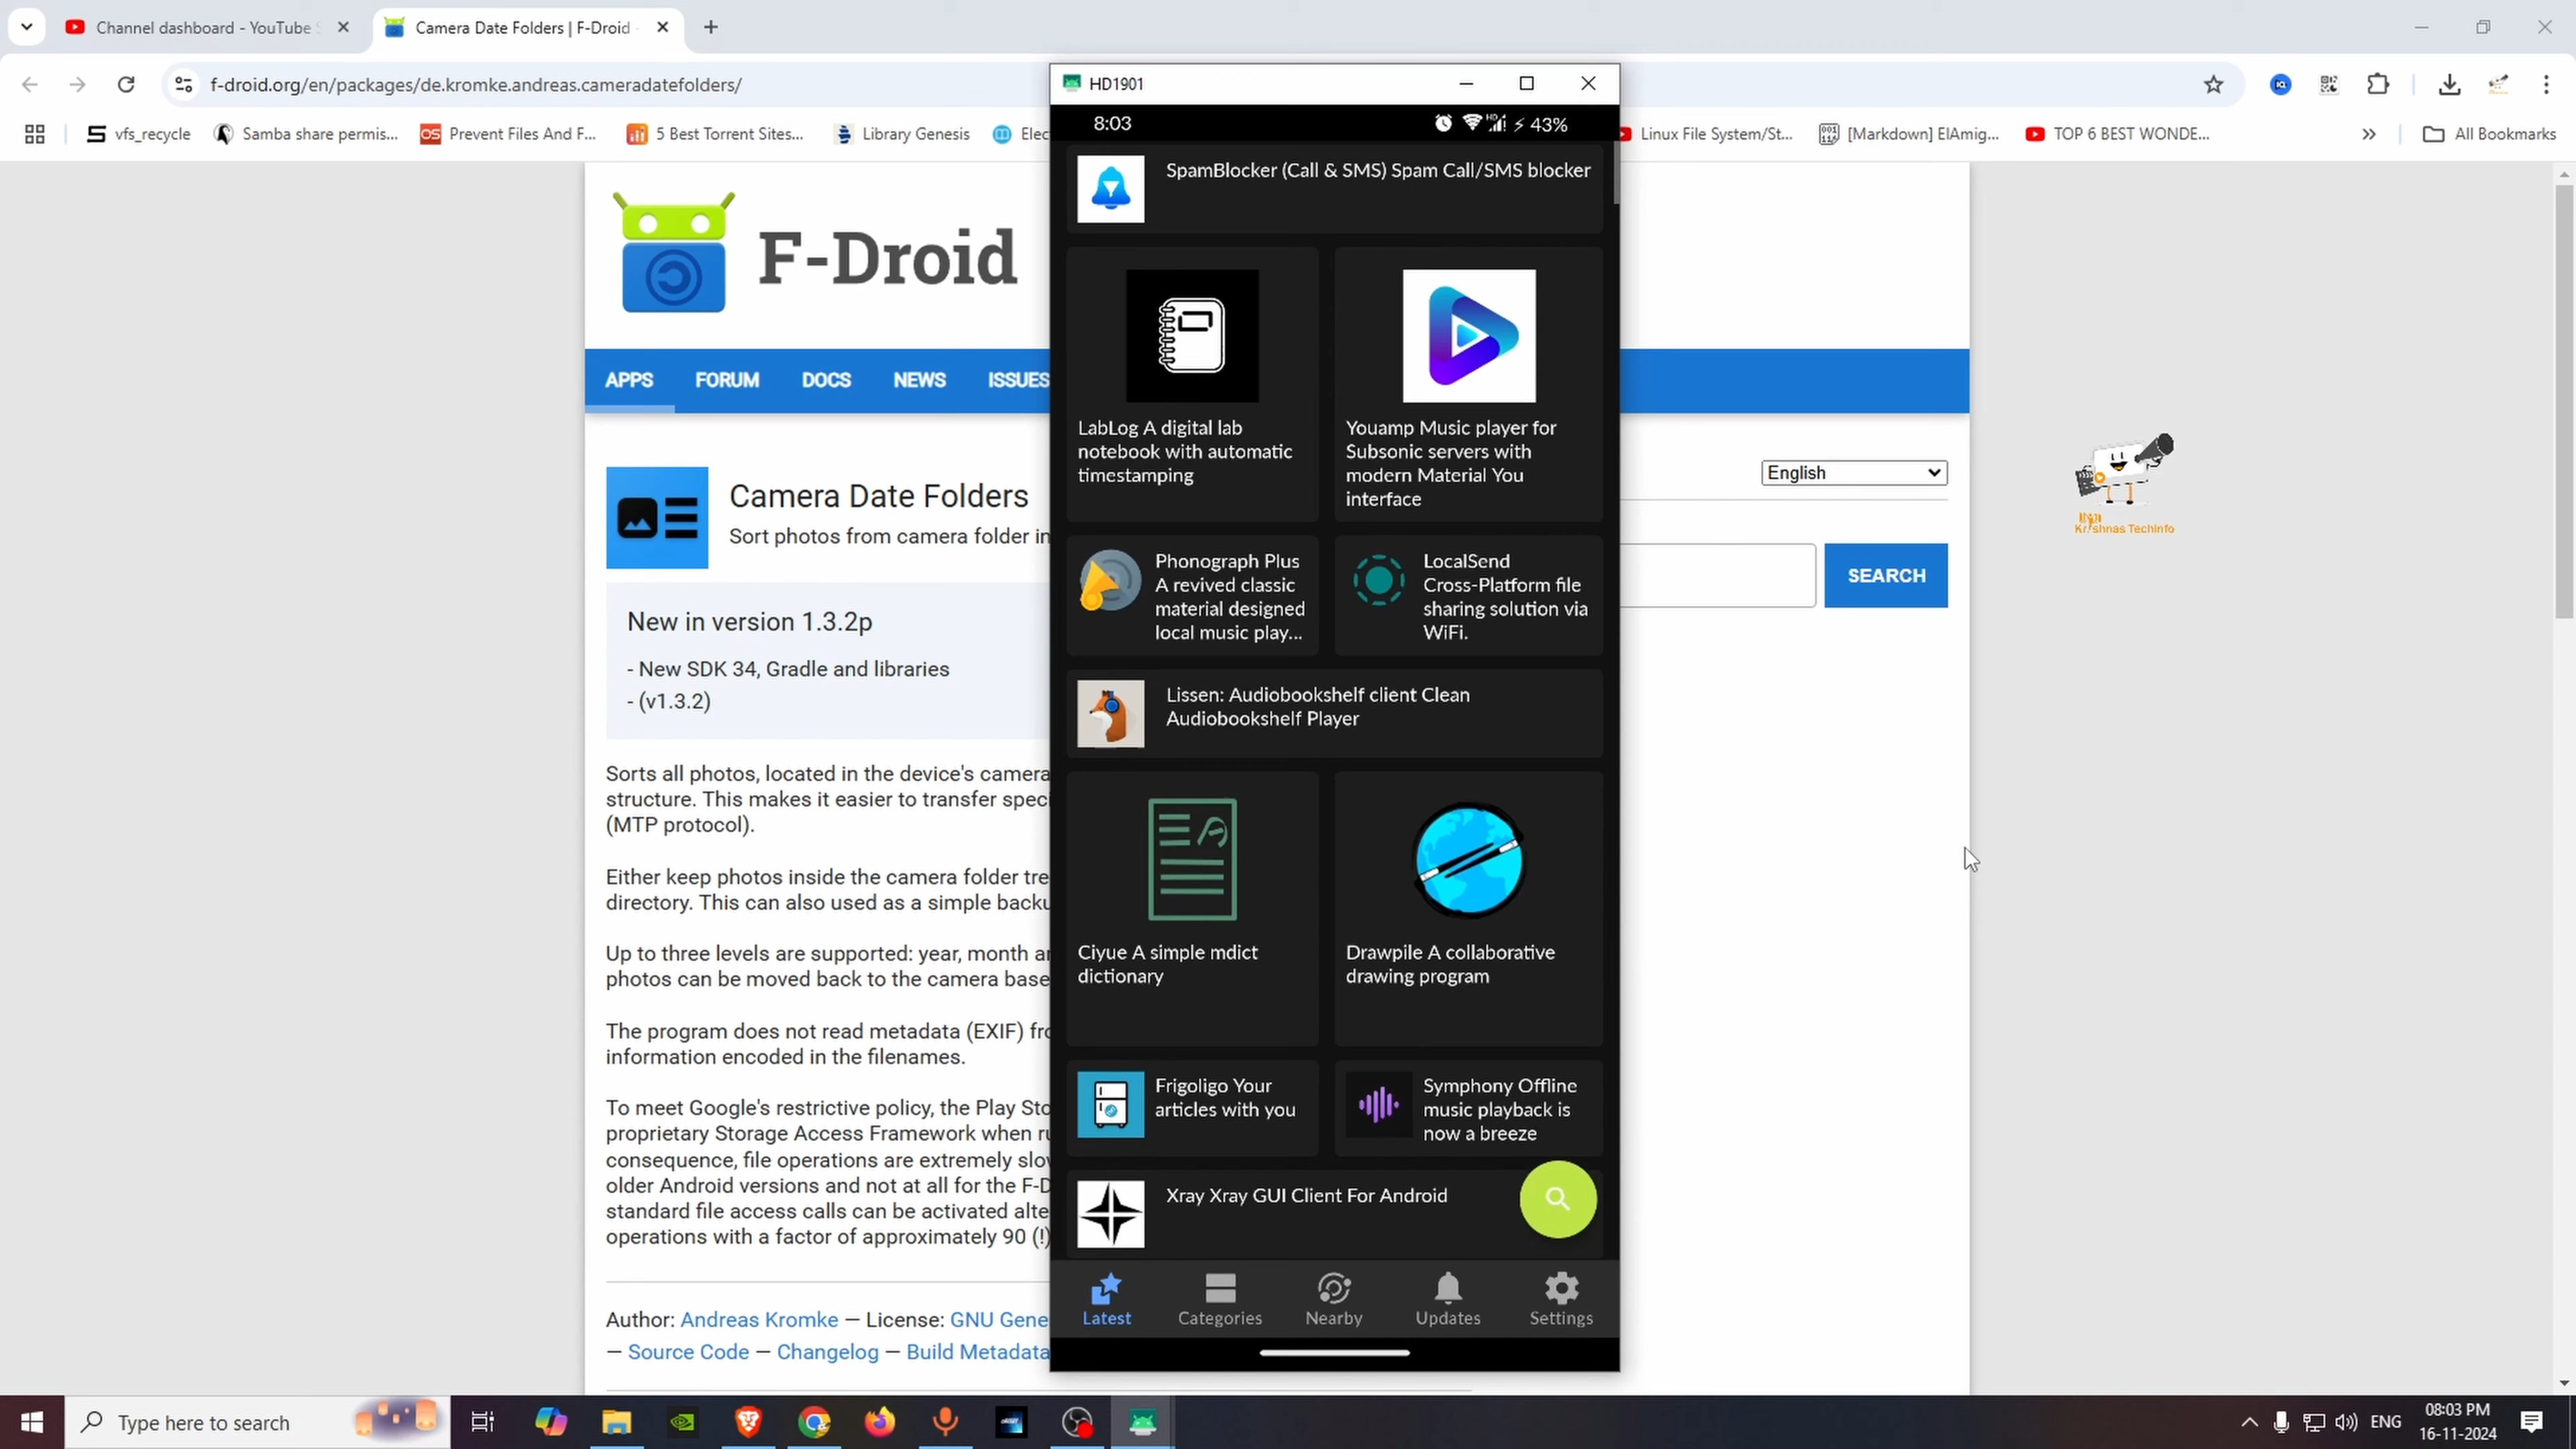 Channel dashboard - YouTube
Camera Date Folders | F-Droid
f-droid.org/en/packages/de.kromke.andreas.cameradatefolders/
vfs_recycle
Samba share permis...
Prevent Files And F...
5 Best Torrent Sites...
Library Genesis
Linux File System/St...
[Markdown] ElAmig...
TOP 6 BEST WONDE...
All Bookmarks
F-Droid
APPS
FORUM
DOCS
NEWS
ISSUES
Camera Date Folders
Sort photos from camera folder in
English
SEARCH
New in version 1.3.2p
- New SDK 34, Gradle and libraries
- (v1.3.2)
Sorts all photos, located in the device's camera
structure. This makes it easier to transfer speci
(MTP protocol).
Either keep photos inside the camera folder tre
directory. This can also used as a simple backu
Up to three levels are supported: year, month a
photos can be moved back to the camera base
The program does not read metadata (EXIF) fro
information encoded in the filenames.
To meet Google's restrictive policy, the Play Sto
proprietary Storage Access Framework when ru
consequence, file operations are extremely slo
older Android versions and not at all for the F-D
standard file access calls can be activated alte
operations with a factor of approximately 90 (!)
Author: Andreas Kromke — License: GNU Gene
— Source Code — Changelog — Build Metadata
HD1901
8:03
43%
SpamBlocker (Call & SMS) Spam Call/SMS blocker
LabLog A digital lab
notebook with automatic
timestamping
Youamp Music player for
Subsonic servers with
modern Material You
interface
Phonograph Plus
A revived classic
material designed
local music play...
LocalSend
Cross-Platform file
sharing solution via
WiFi.
Lissen: Audiobookshelf client Clean
Audiobookshelf Player
Ciyue A simple mdict
dictionary
Drawpile A collaborative
drawing program
Frigoligo Your
articles with you
Symphony Offline
music playback is
now a breeze
Xray Xray GUI Client For Android
Latest
Categories
Nearby
Updates
Settings
Krishnas TechInfo
Type here to search
ENG
08:03 PM
16-11-2024